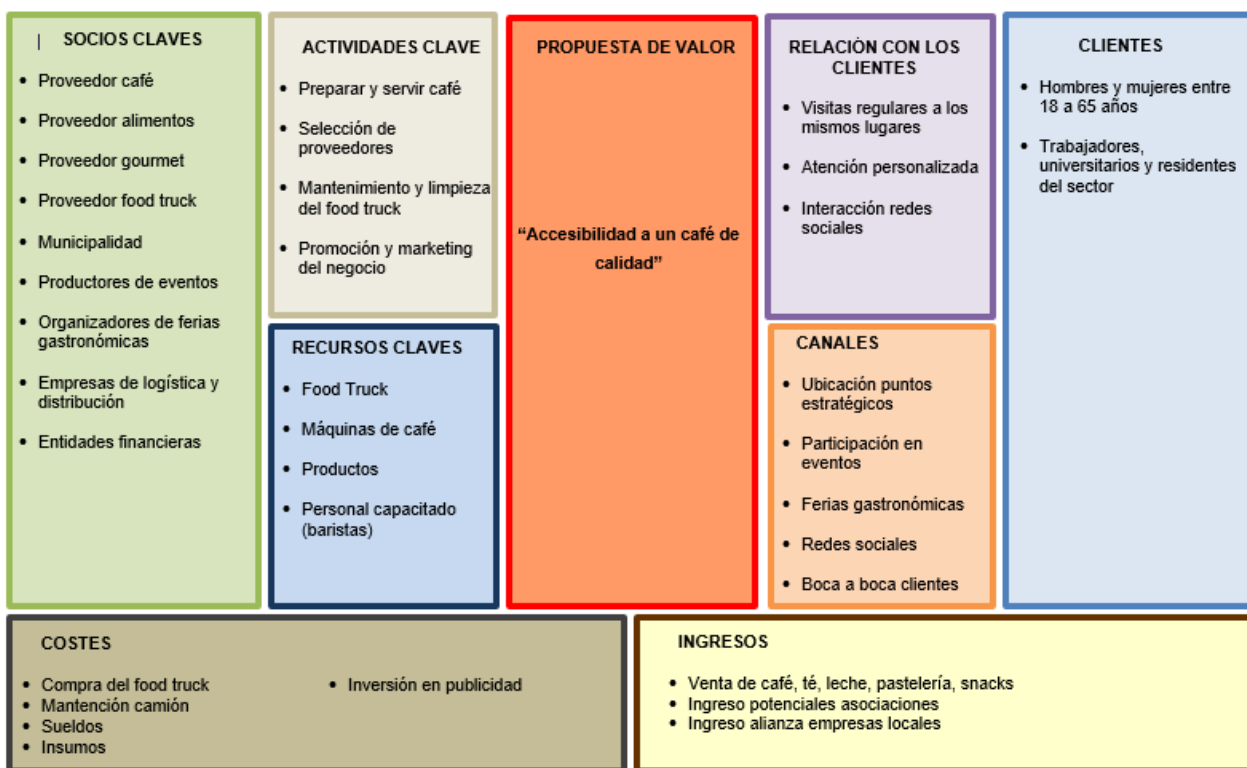 SOCIOS CLAVES
• Proveedor café
• Proveedor alimentos
• Proveedor gourmet
• Proveedor food truck
• Municipalidad
• Productores de eventos
• Organizadores de ferias
gastronómicas
• Empresas de logística y
distribución
• Entidades financieras
ACTIVIDADES CLAVE
• Preparar y servir café
• Selección de
proveedores
• Mantenimiento y limpieza
del food truck
• Promoción y marketing
del negocio
RECURSOS CLAVES
• Food Truck
• Máquinas de café
• Productos
• Personal capacitado
(baristas)
PROPUESTA DE VALOR
“Accesibilidad a un café de
calidad”
RELACIÓN CON LOS
CLIENTES
• Visitas regulares a los
mismos lugares
• Atención personalizada
• Interacción redes
sociales
CANALES
• Ubicación puntos
estratégicos
• Participación en
eventos
• Ferias gastronómicas
• Redes sociales
• Boca a boca clientes
CLIENTES
• Hombres y mujeres entre
18 a 65 años
• Trabajadores,
universitarios y residentes
del sector
COSTES
• Compra del food truck
• Mantención camión
• Sueldos
• Insumos
• Inversión en publicidad
INGRESOS
• Venta de café, té, leche, pastelería, snacks
• Ingreso potenciales asociaciones
• Ingreso alianza empresas locales